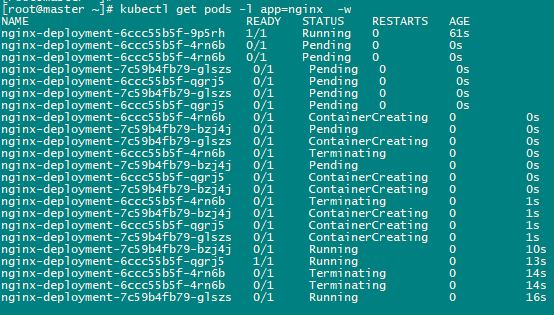 [root@master ~]# kubectl get pods -l app=nginx  -w
NAME                                READY   STATUS    RESTARTS   AGE
nginx-deployment-6ccc55b5f-9p5rh   1/1     Running   0          61s
nginx-deployment-6ccc55b5f-4rn6b   0/1     Pending   0          0s
nginx-deployment-6ccc55b5f-4rn6b   0/1     Pending   0          0s
nginx-deployment-7c59b4fb79-glszs   0/1     Pending   0          0s
nginx-deployment-6ccc55b5f-qgrj5    0/1     Pending   0          0s
nginx-deployment-6ccc55b5f-qgrj5    0/1     Pending   0          0s
nginx-deployment-7c59b4fb79-glszs   0/1     Pending   0          0s
nginx-deployment-6ccc55b5f-4rn6b    0/1     ContainerCreating   0          0s
nginx-deployment-7c59b4fb79-bzj4j   0/1     Pending             0          0s
nginx-deployment-7c59b4fb79-glszs   0/1     ContainerCreating   0          0s
nginx-deployment-6ccc55b5f-4rn6b    0/1     Terminating         0          0s
nginx-deployment-7c59b4fb79-bzj4j   0/1     Pending             0          0s
nginx-deployment-6ccc55b5f-qgrj5    0/1     ContainerCreating   0          0s
nginx-deployment-7c59b4fb79-bzj4j   0/1     ContainerCreating   0          0s
nginx-deployment-6ccc55b5f-4rn6b    0/1     Terminating         0          1s
nginx-deployment-7c59b4fb79-bzj4j   0/1     ContainerCreating   0          1s
nginx-deployment-6ccc55b5f-qgrj5    0/1     ContainerCreating   0          1s
nginx-deployment-7c59b4fb79-glszs   0/1     ContainerCreating   0          1s
nginx-deployment-7c59b4fb79-bzj4j   0/1     Running             0          10s
nginx-deployment-6ccc55b5f-qgrj5    1/1     Running             0          13s
nginx-deployment-6ccc55b5f-4rn6b    0/1     Terminating         0          14s
nginx-deployment-6ccc55b5f-4rn6b    0/1     Terminating         0          14s
nginx-deployment-7c59b4fb79-glszs   0/1     Running             0          16s